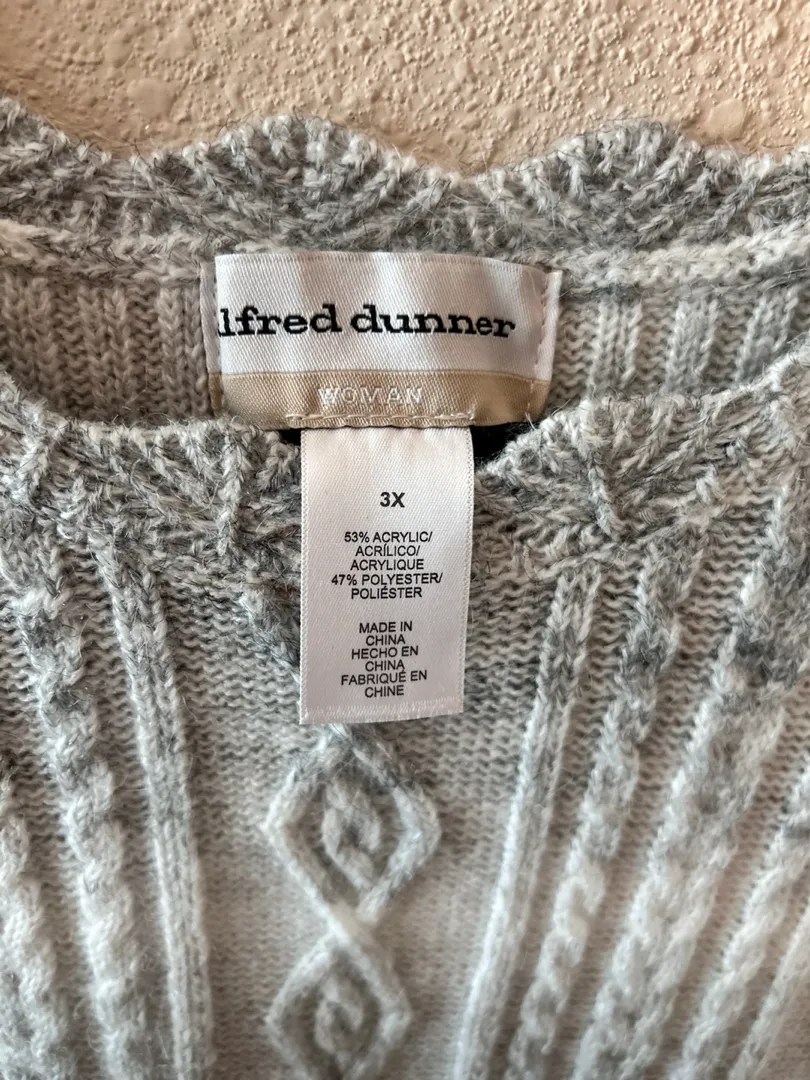 lfred dunner
WOMAN
3X
53% ACRYLIC/
ACRÍLICO/
ACRYLIQUE
47% POLYESTER/
POLIÉSTER
MADE IN
CHINA
HECHO EN
CHINA
FABRIQUÉ EN
CHINE